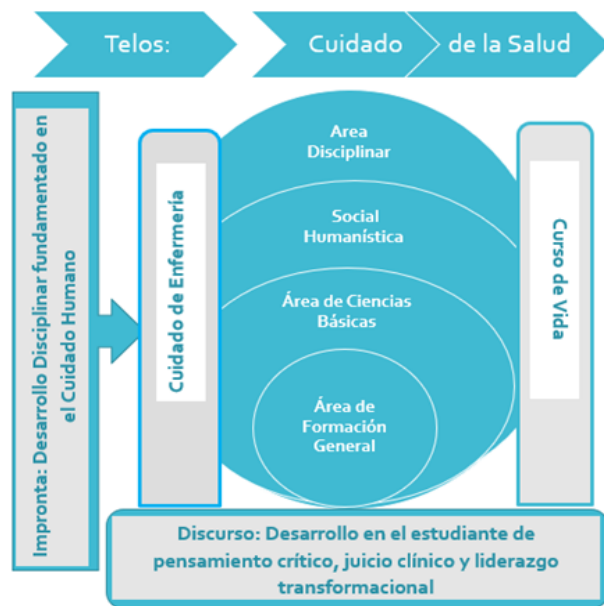 Telos:
Cuidado
de la Salud
Impronta: Desarrollo Disciplinar fundamentado en
el Cuidado Humano
Cuidado de Enfermería
Area
Disciplinar
Social
Humanística
Área de Ciencias
Básicas
Área de
Formación
General
Curso de Vida
Discurso: Desarrollo en el estudiante de
pensamiento crítico, juicio clínico y liderazgo
transformacional